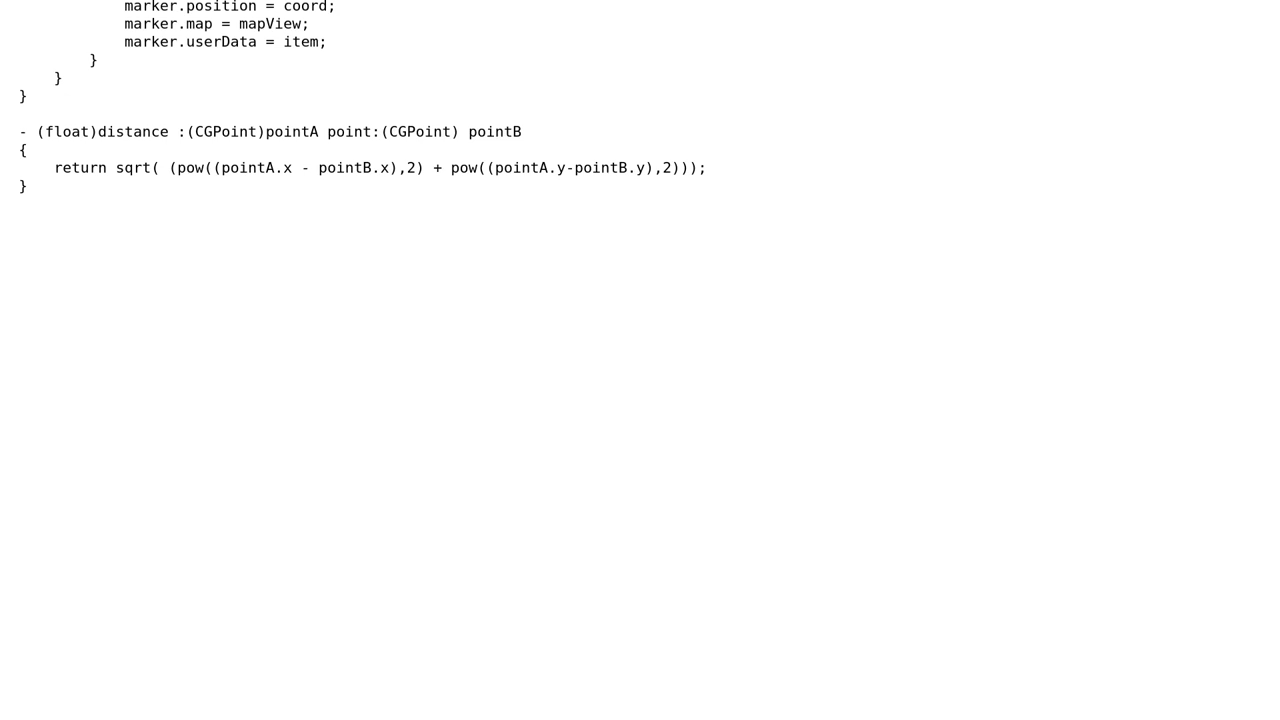 marker.position = coord;
            marker.map = mapView;
            marker.userData = item;
        }
    }
}

- (float)distance :(CGPoint)pointA point:(CGPoint) pointB
{
    return sqrt( (pow((pointA.x - pointB.x),2) + pow((pointA.y-pointB.y),2)));
}